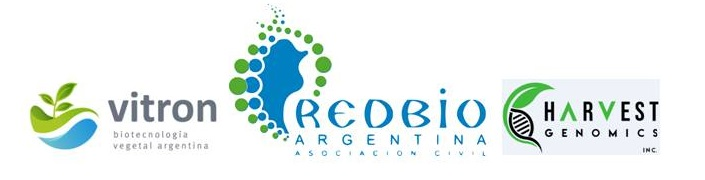 vitron
biotecnología
vegetal argentina
REDBIO
ARGENTINA
ASOCIACION CIVIL
HARVEST
GENOMICS
INC.